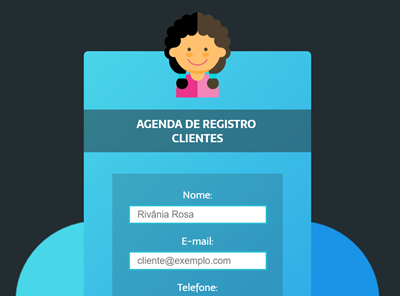 AGENDA DE REGISTRO
CLIENTES
Nome:
Rivânia Rosa
E-mail:
cliente@exemplo.com
Telefone: